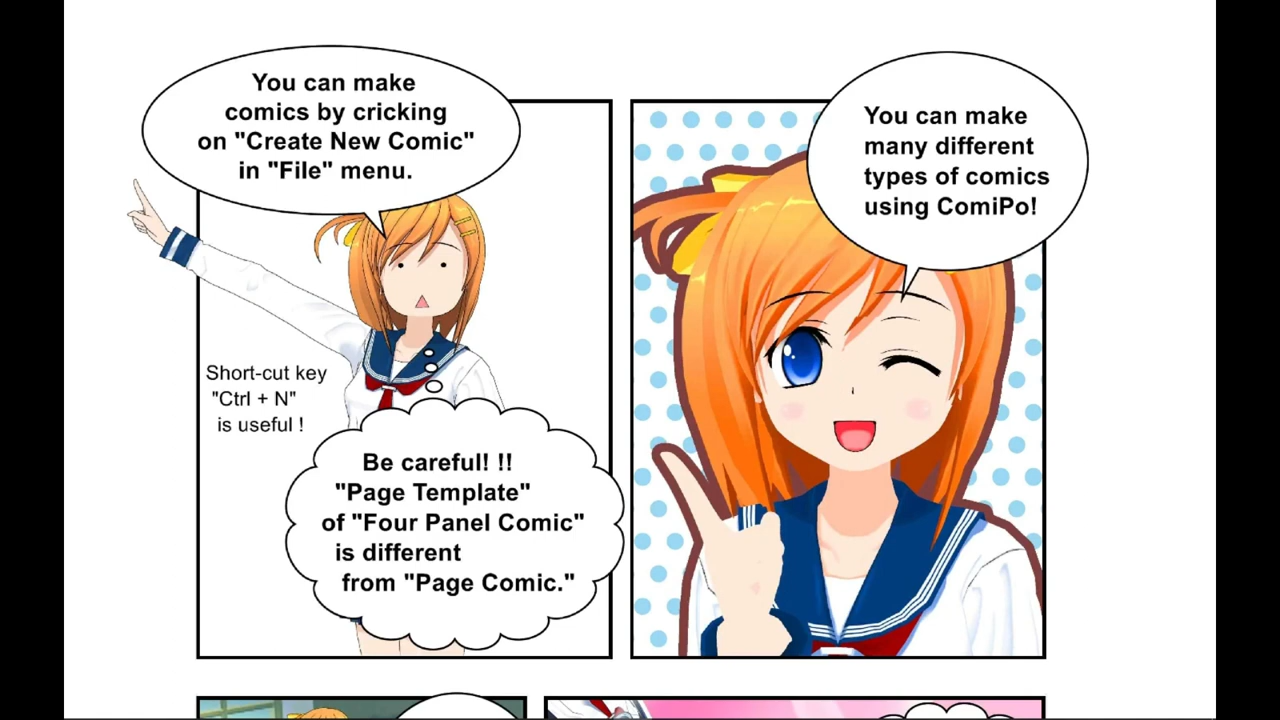 You can make
comics by cricking
on "Create New Comic"
in "File" menu.
Short-cut key
"Ctrl + N"
is useful !
Be careful! !!
"Page Template"
of "Four Panel Comic"
is different
from "Page Comic."
You can make
many different
types of comics
using ComiPo!